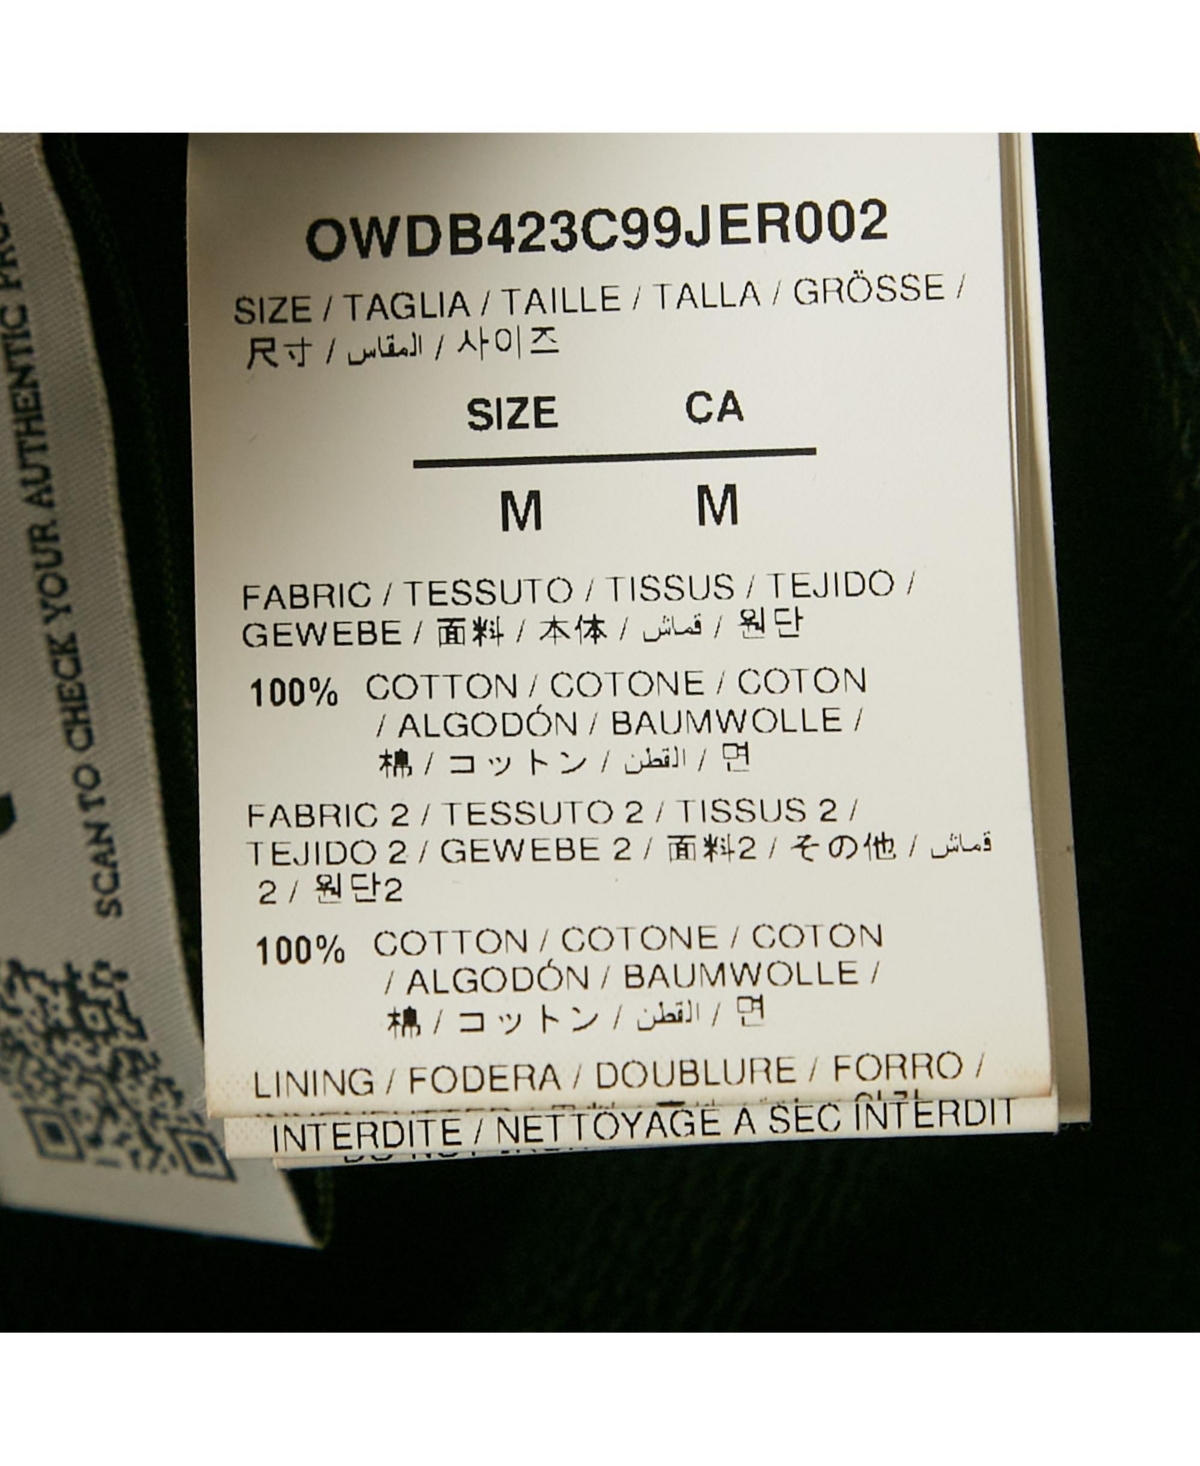 OWDB423C99JER002
SIZE / TAGLIA / TAILLE / TALLA / GRÖSSE /
尺寸 / المقاس / 사이즈
SIZE CA
M M
FABRIC / TESSUTO / TISSUS / TEJIDO /
GEWEBE / 面料 / 本体 / قماش / 원단
100% COTTON / COTONE / COTON
/ ALGODÓN / BAUMWOLLE /
棉 / コットン / القطن / 면
FABRIC 2 / TESSUTO 2 / TISSUS 2 /
TEJIDO 2 / GEWEBE 2 / 面料2 / その他 / قماش
2 / 원단2
100% COTTON / COTONE / COTON
/ ALGODÓN / BAUMWOLLE /
棉 / コットン / القطن / 면
LINING / FODERA / DOUBLURE / FORRO /
INTERDITE / NETTOYAGE A SEC INTERDIT
DO NOT
SCAN TO CHECK YOUR AUTHENTIC